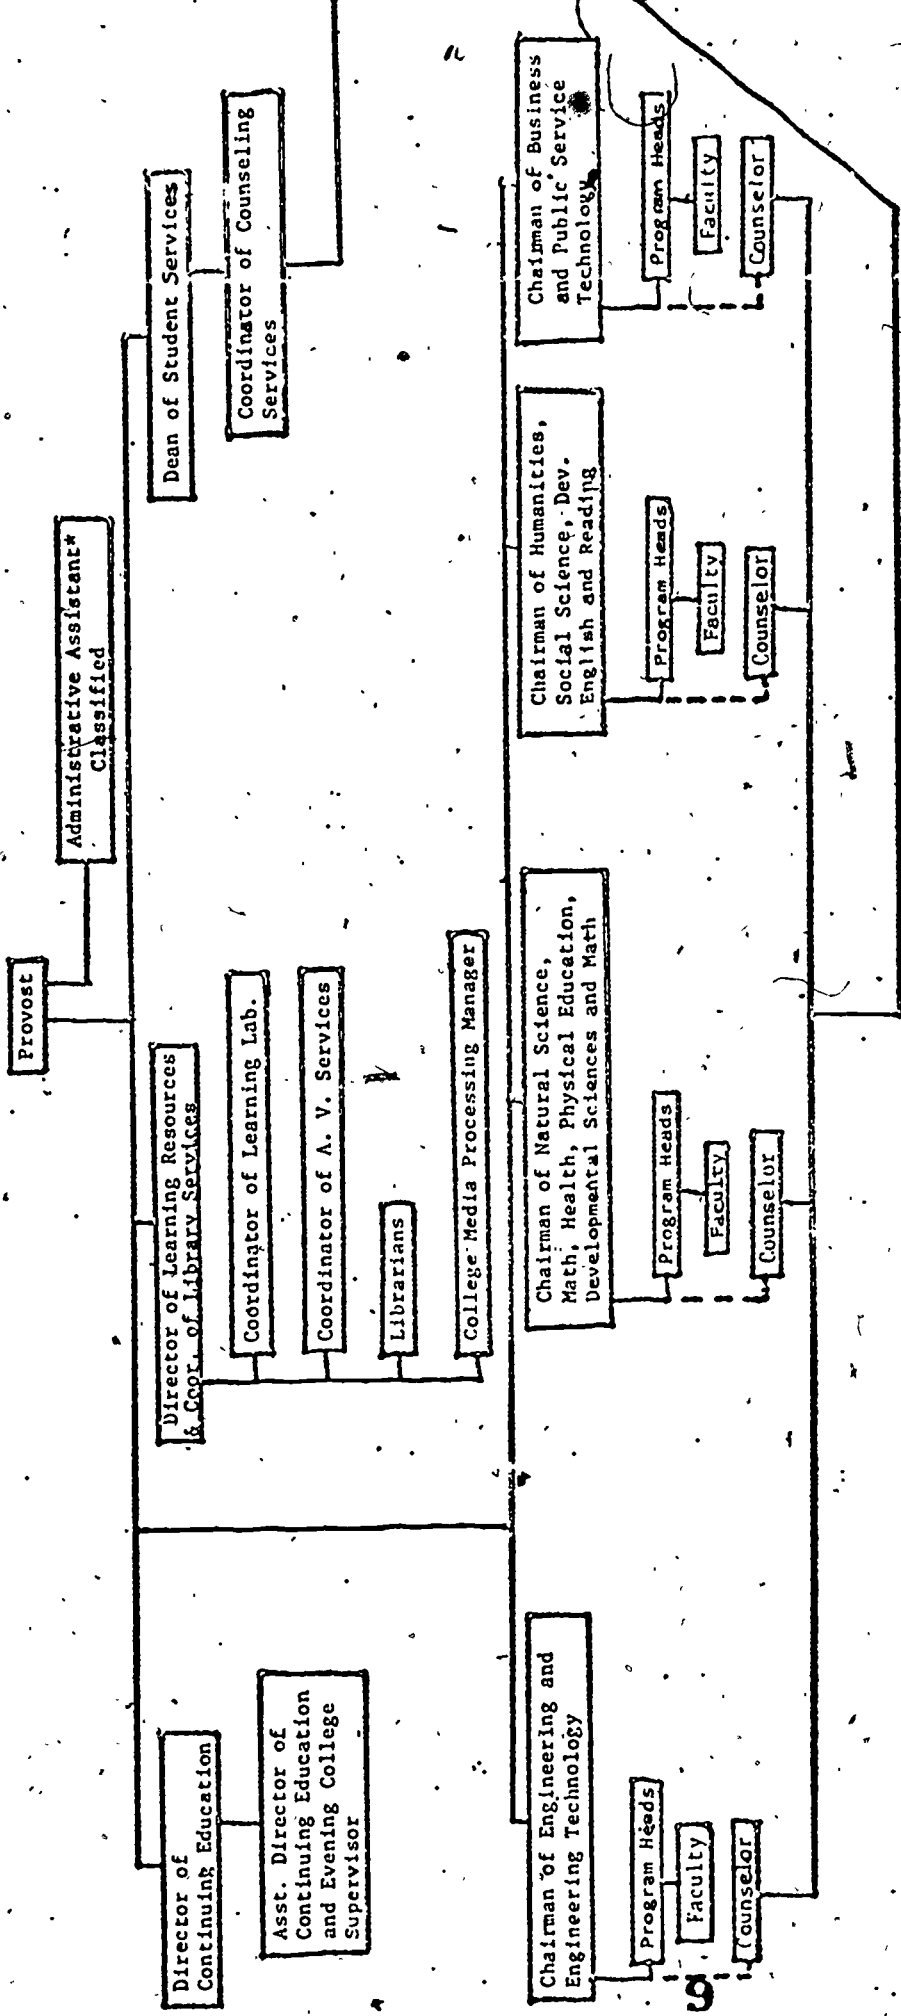 Provost
Administrative Assistant*
Classified
Director of
Continuing Education
Asst. Director of
Continuing Education
and Evening College
Supervisor
Director of Learning Resources
& Coor. of Library Services
Coordinator of Learning Lab.
Coordinator of A. V. Services
Librarians
College Media Processing Manager
Dean of Student Services
Coordinator of Counseling
Services
Chairman of Engineering and
Engineering Technology
Program Heads
Faculty
Counselor
Chairman of Natural Science,
Math, Health, Physical Education,
Developmental Sciences and Math
Program Heads
Faculty
Counselor
Chairman of Humanities,
Social Science, Dev.
English and Reading
Program Heads
Faculty
Counselor
Chairman of Business
and Public Service
Technology
Program Heads
Faculty
Counselor
9